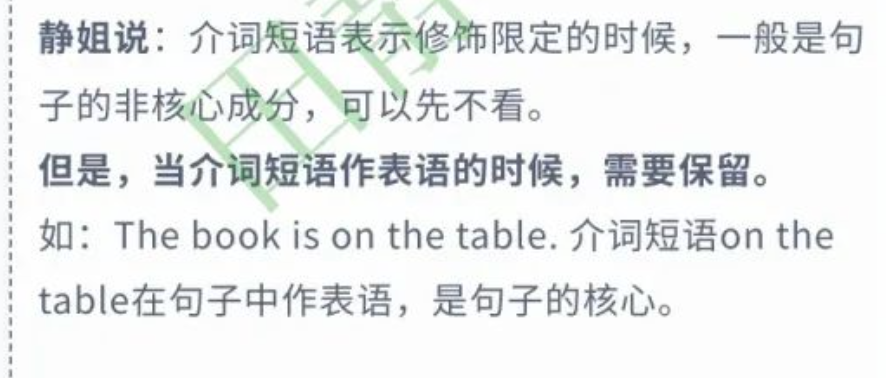 静姐说：介词短语表示修饰限定的时候，一般是句
子的非核心成分，可以先不看。
但是，当介词短语作表语的时候，需要保留。
如：The book is on the table. 介词短语on the
table在句子中作表语，是句子的核心。